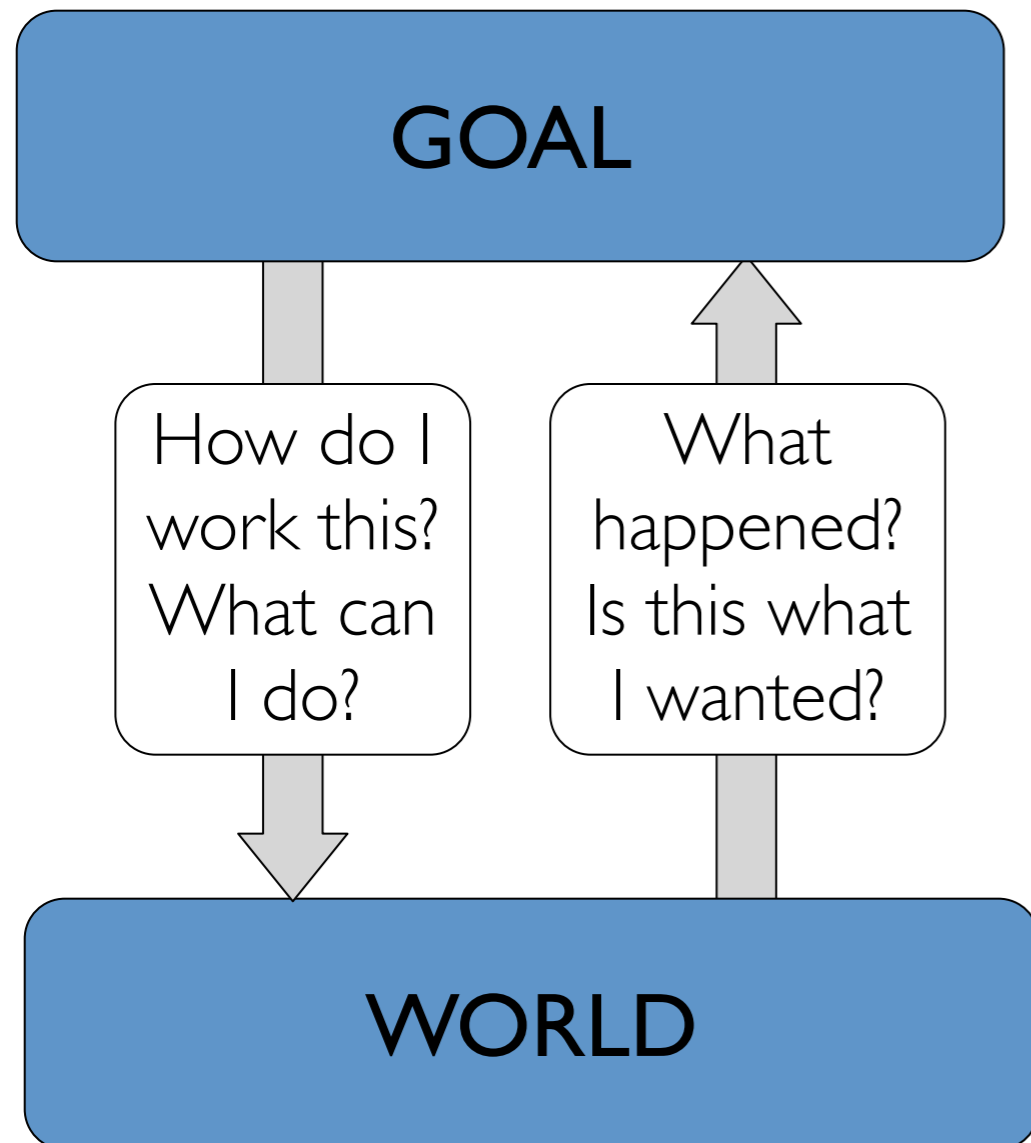 GOAL
How do I
work this?
What can
I do?
What
happened?
Is this what
I wanted?
WORLD